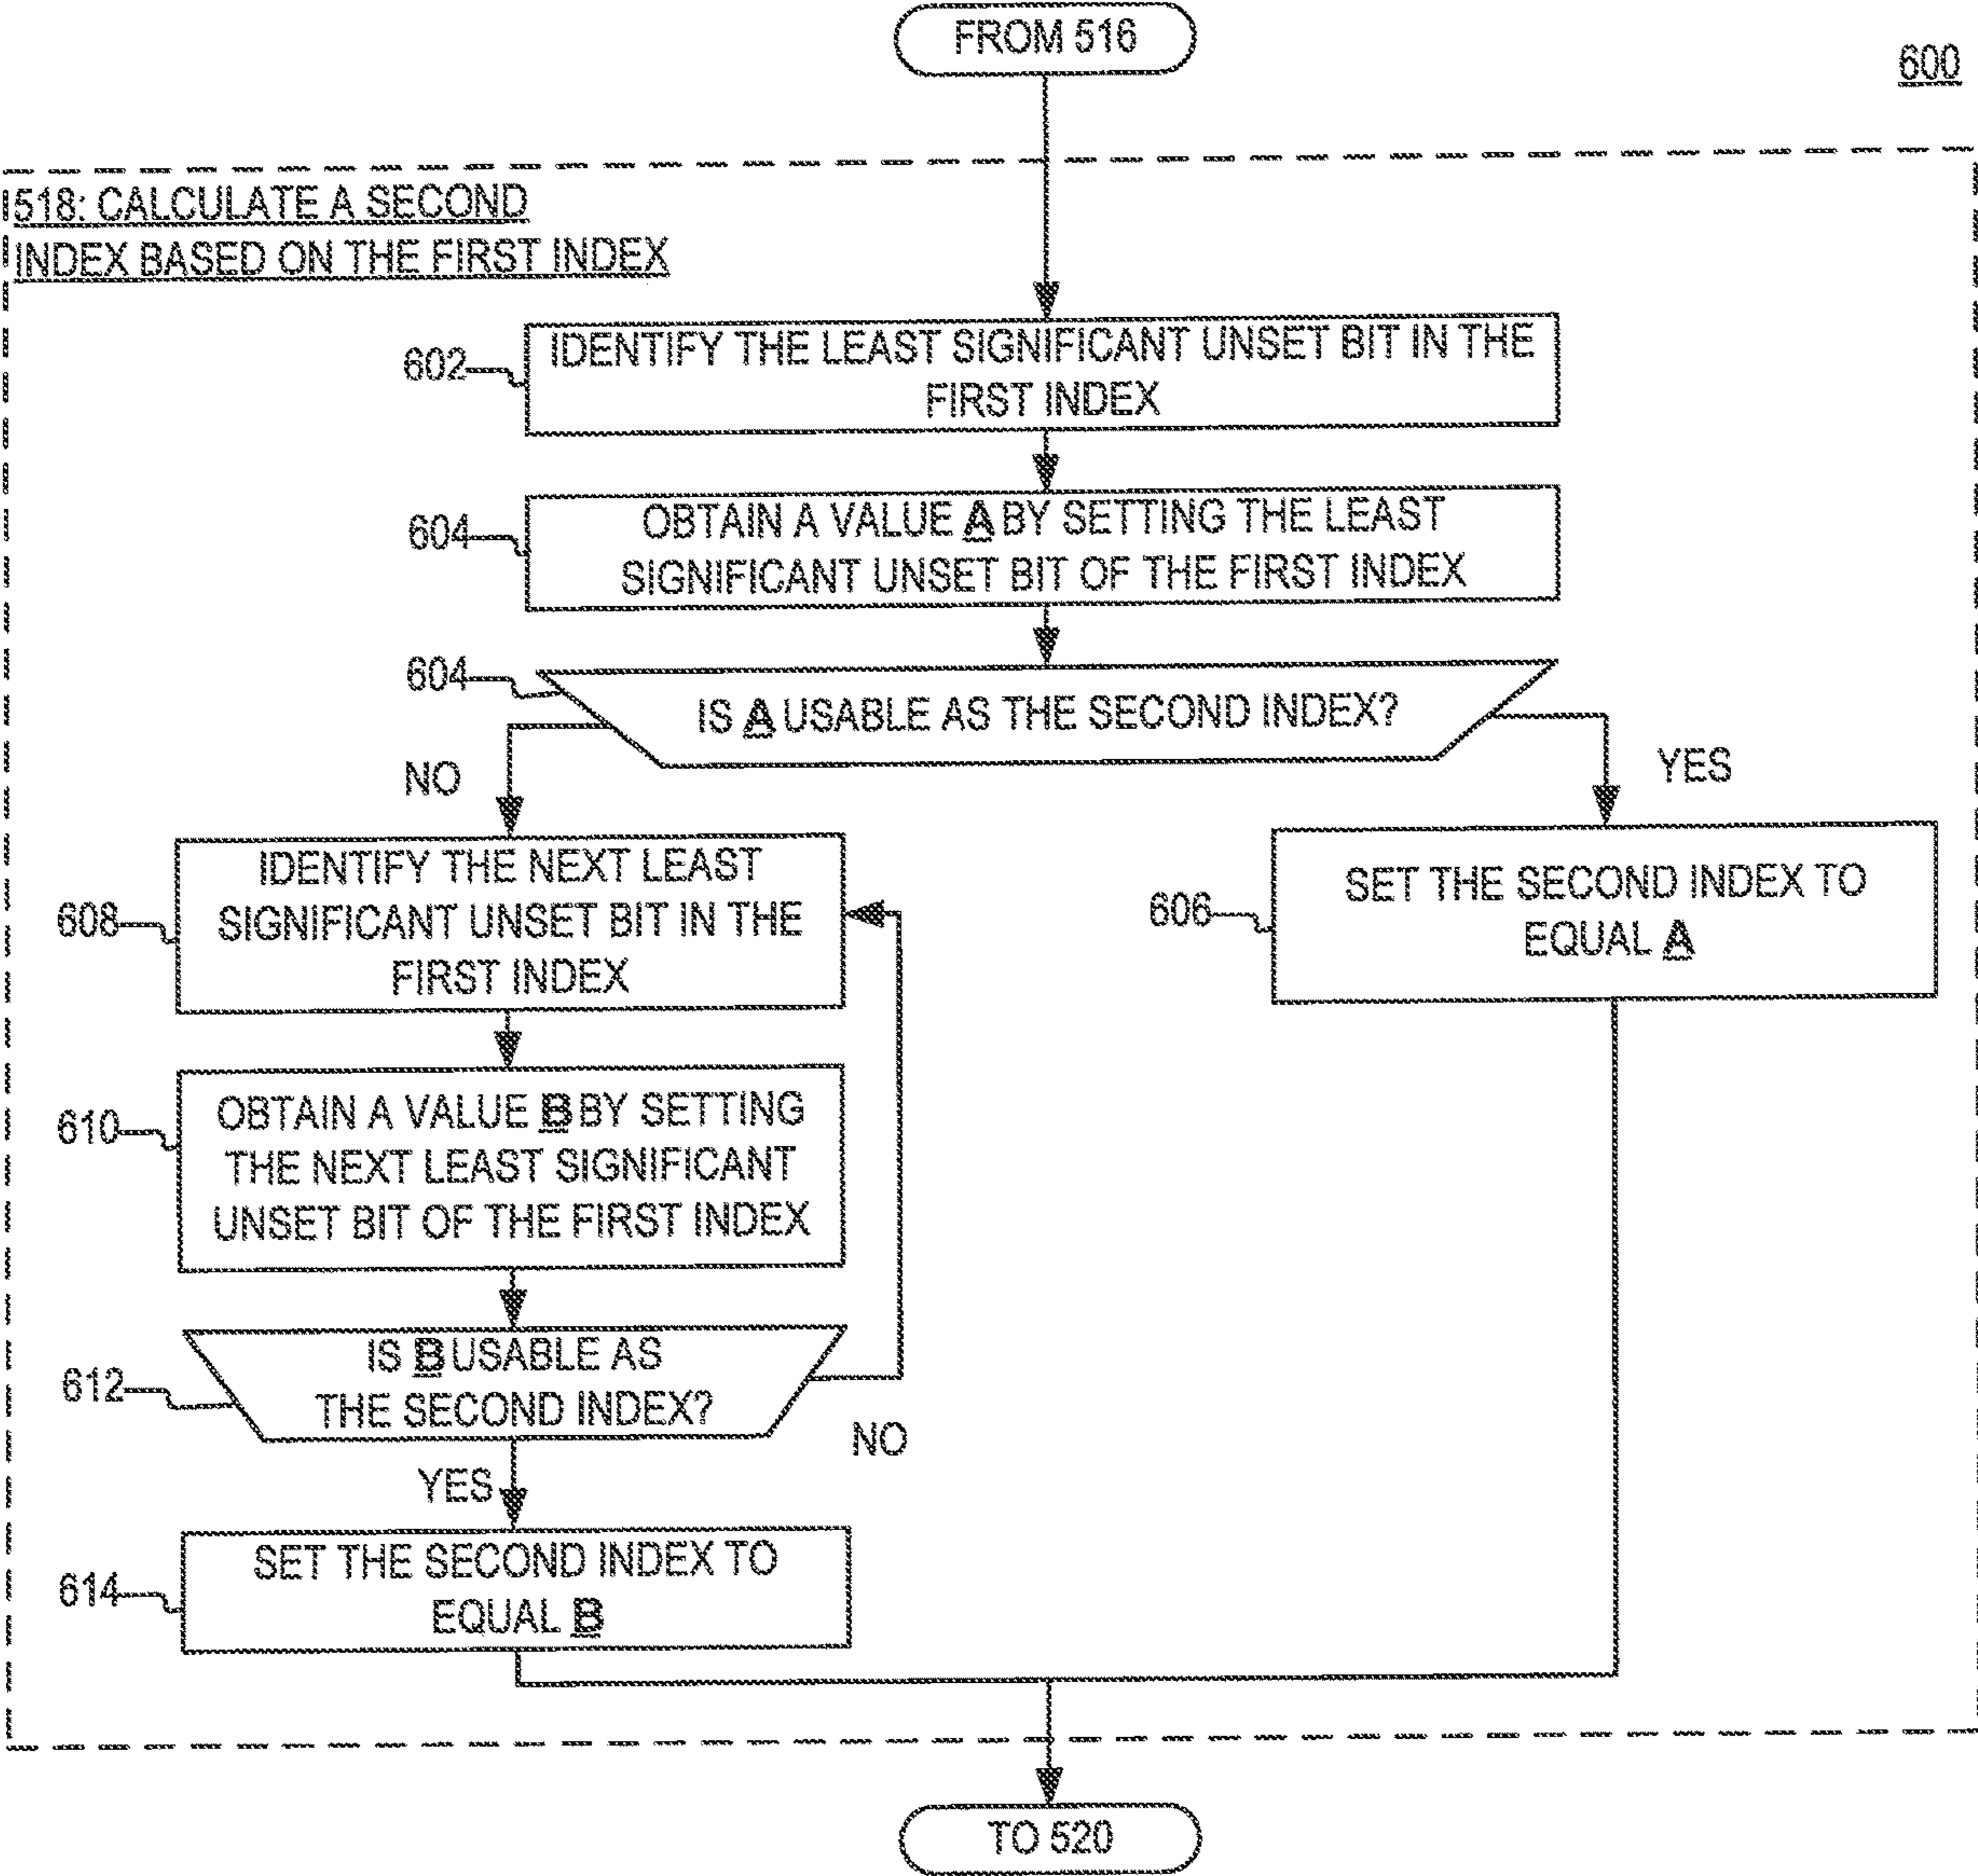 FROM 516
600
518: CALCULATE A SECOND
INDEX BASED ON THE FIRST INDEX
602
IDENTIFY THE LEAST SIGNIFICANT UNSET BIT IN THE
FIRST INDEX
604
OBTAIN A VALUE A BY SETTING THE LEAST
SIGNIFICANT UNSET BIT OF THE FIRST INDEX
604
IS A USABLE AS THE SECOND INDEX?
NO
YES
608
IDENTIFY THE NEXT LEAST
SIGNIFICANT UNSET BIT IN THE
FIRST INDEX
606
SET THE SECOND INDEX TO
EQUAL A
610
OBTAIN A VALUE B BY SETTING
THE NEXT LEAST SIGNIFICANT
UNSET BIT OF THE FIRST INDEX
612
IS B USABLE AS
THE SECOND INDEX?
NO
YES
614
SET THE SECOND INDEX TO
EQUAL B
TO 520